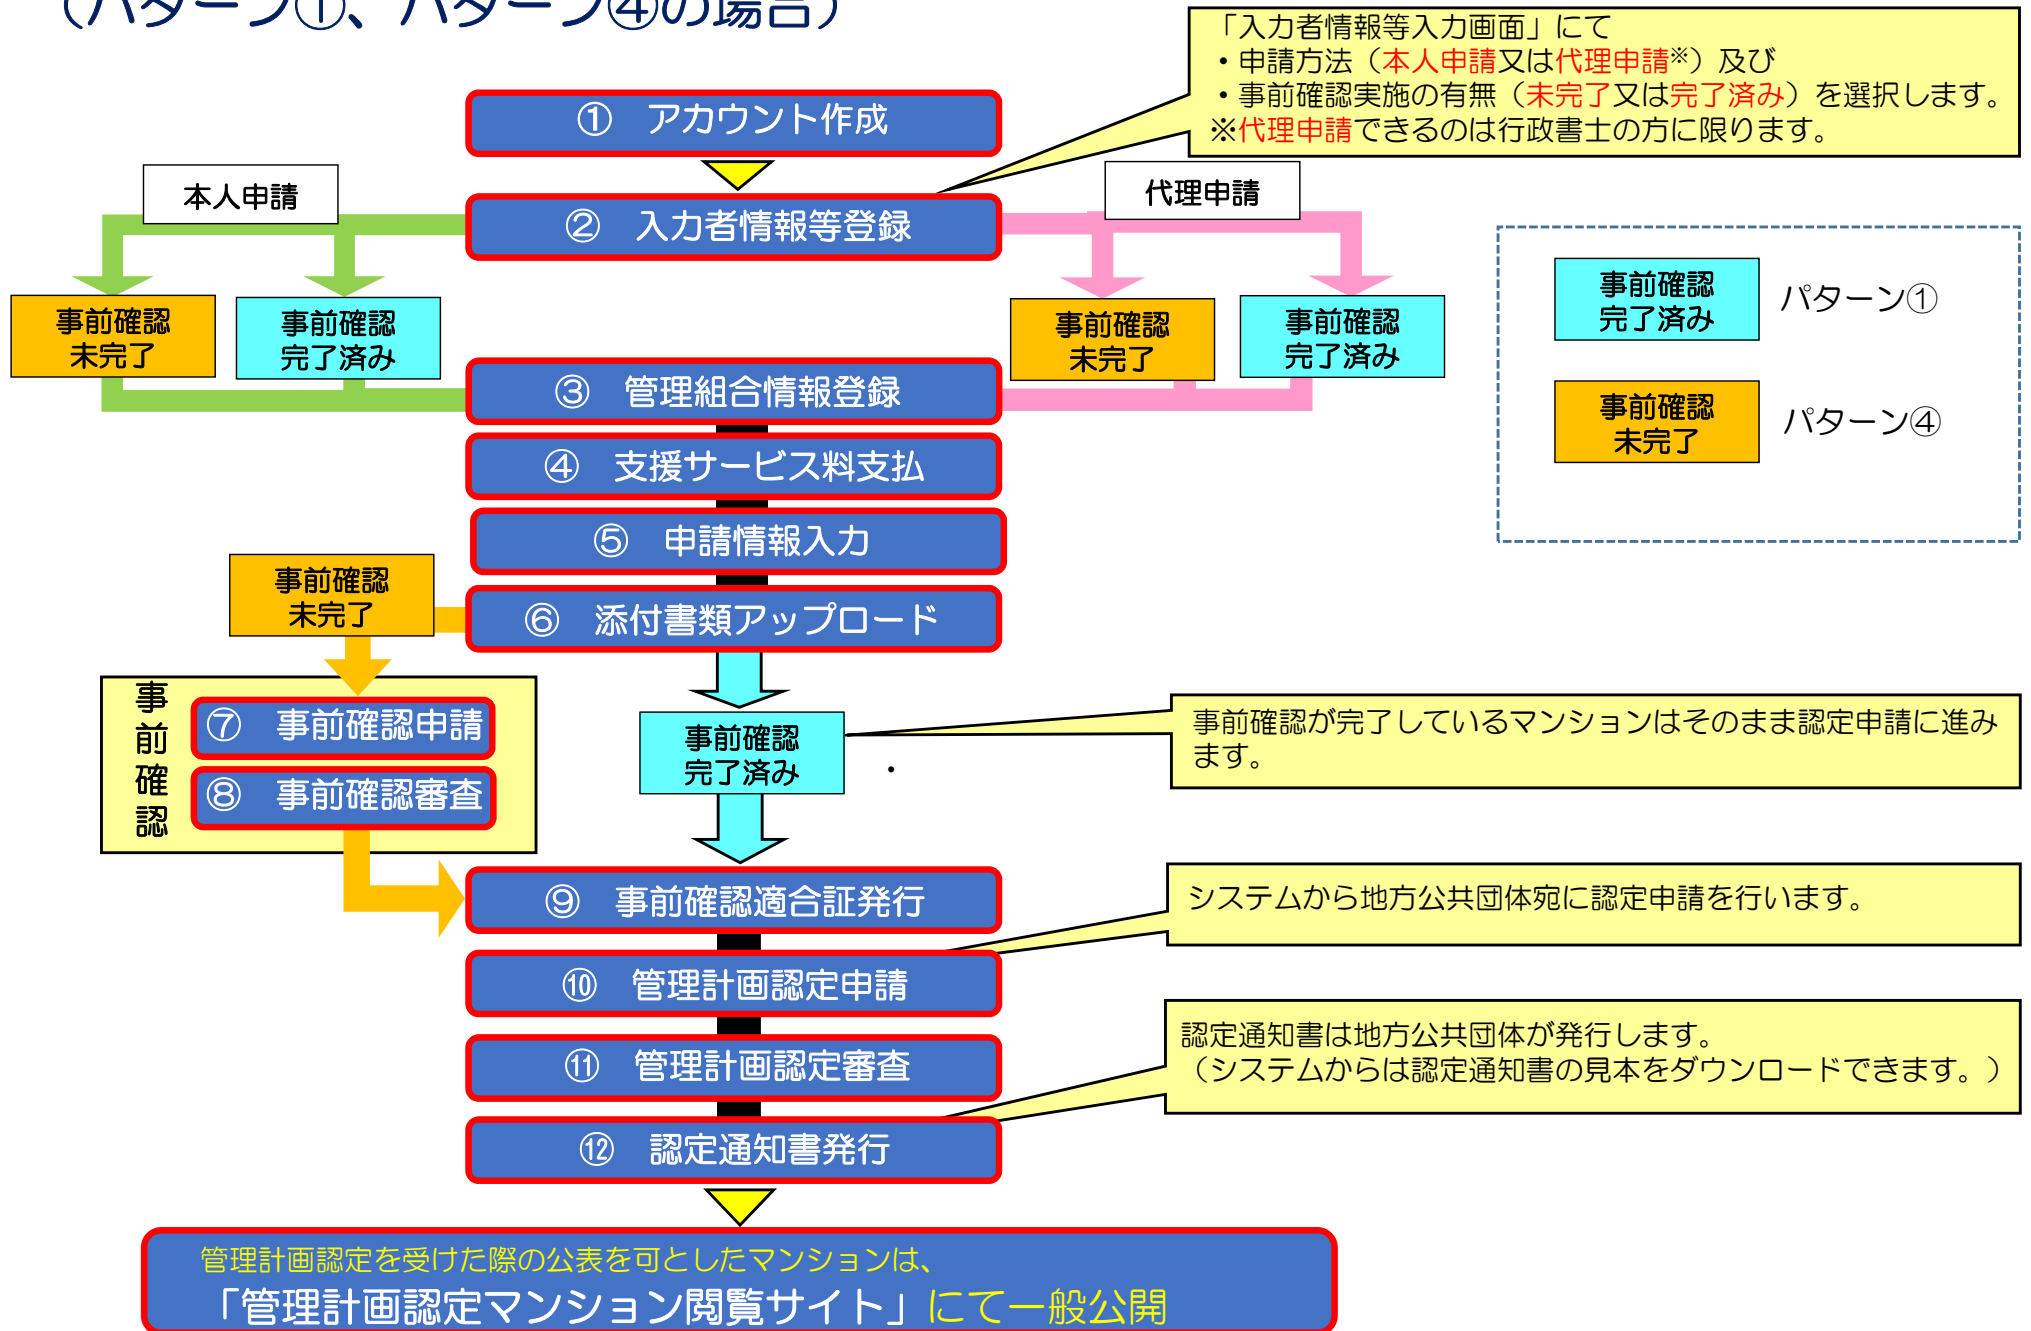 （パターン①、パターン④の場合）
「入力者情報等入力画面」にて
・申請方法（本人申請又は代理申請※）及び
・事前確認実施の有無（未完了又は完了済み）を選択します。
※代理申請できるのは行政書士の方に限ります。
① アカウント作成
本人申請
代理申請
② 入力者情報等登録
事前確認
未完了
事前確認
完了済み
事前確認
未完了
事前確認
完了済み
事前確認
完了済み
パターン①
事前確認
未完了
パターン④
③ 管理組合情報登録
④ 支援サービス料支払
⑤ 申請情報入力
事前確認
未完了
⑥ 添付書類アップロード
事前確認
⑦ 事前確認申請
⑧ 事前確認審査
事前確認
完了済み
・
事前確認が完了しているマンションはそのまま認定申請に進み
ます。
⑨ 事前確認適合証発行
システムから地方公共団体宛に認定申請を行います。
⑩ 管理計画認定申請
⑪ 管理計画認定審査
認定通知書は地方公共団体が発行します。
（システムからは認定通知書の見本をダウンロードできます。）
⑫ 認定通知書発行
管理計画認定を受けた際の公表を可としたマンションは、
「管理計画認定マンション閲覧サイト」にて一般公開